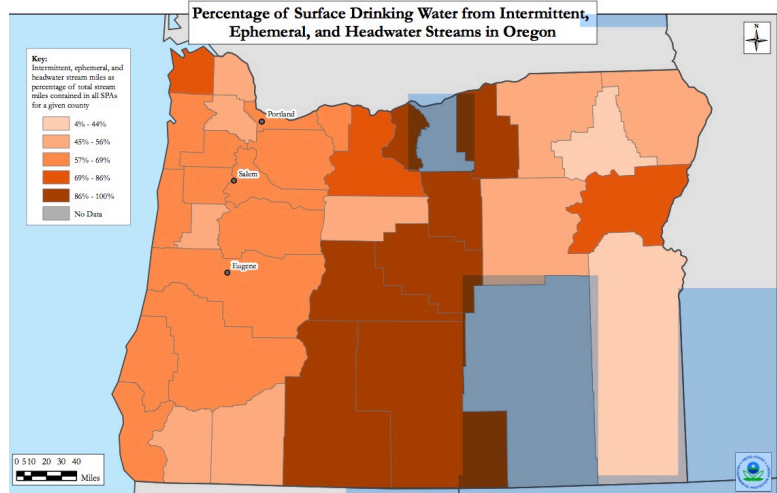 Percentage of Surface Drinking Water from Intermittent,
Ephemeral, and Headwater Streams in Oregon
N
Key:
Intermittent, ephemeral, and
headwater stream miles as
percentage of total stream
miles contained in all SPAs
for a given county
4% - 44%
45% - 56%
57% - 69%
69% - 86%
86% - 100%
No Data
Portland
Salem
Eugene
0 5 10 20 30 40
Miles